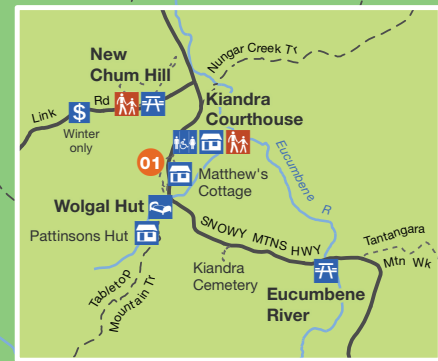 New
Chum Hill
Nungar Creek Tr
Link Rd
$
Winter
only
Kiandra
Courthouse
01
Matthew's
Cottage
Eucumbene R
Wolgal Hut
Pattinsons Hut
SNOWY MTNS HWY
Tantangara
Mtn Wk
Kiandra
Cemetery
Tabletop
Mountain Tr
Eucumbene
River